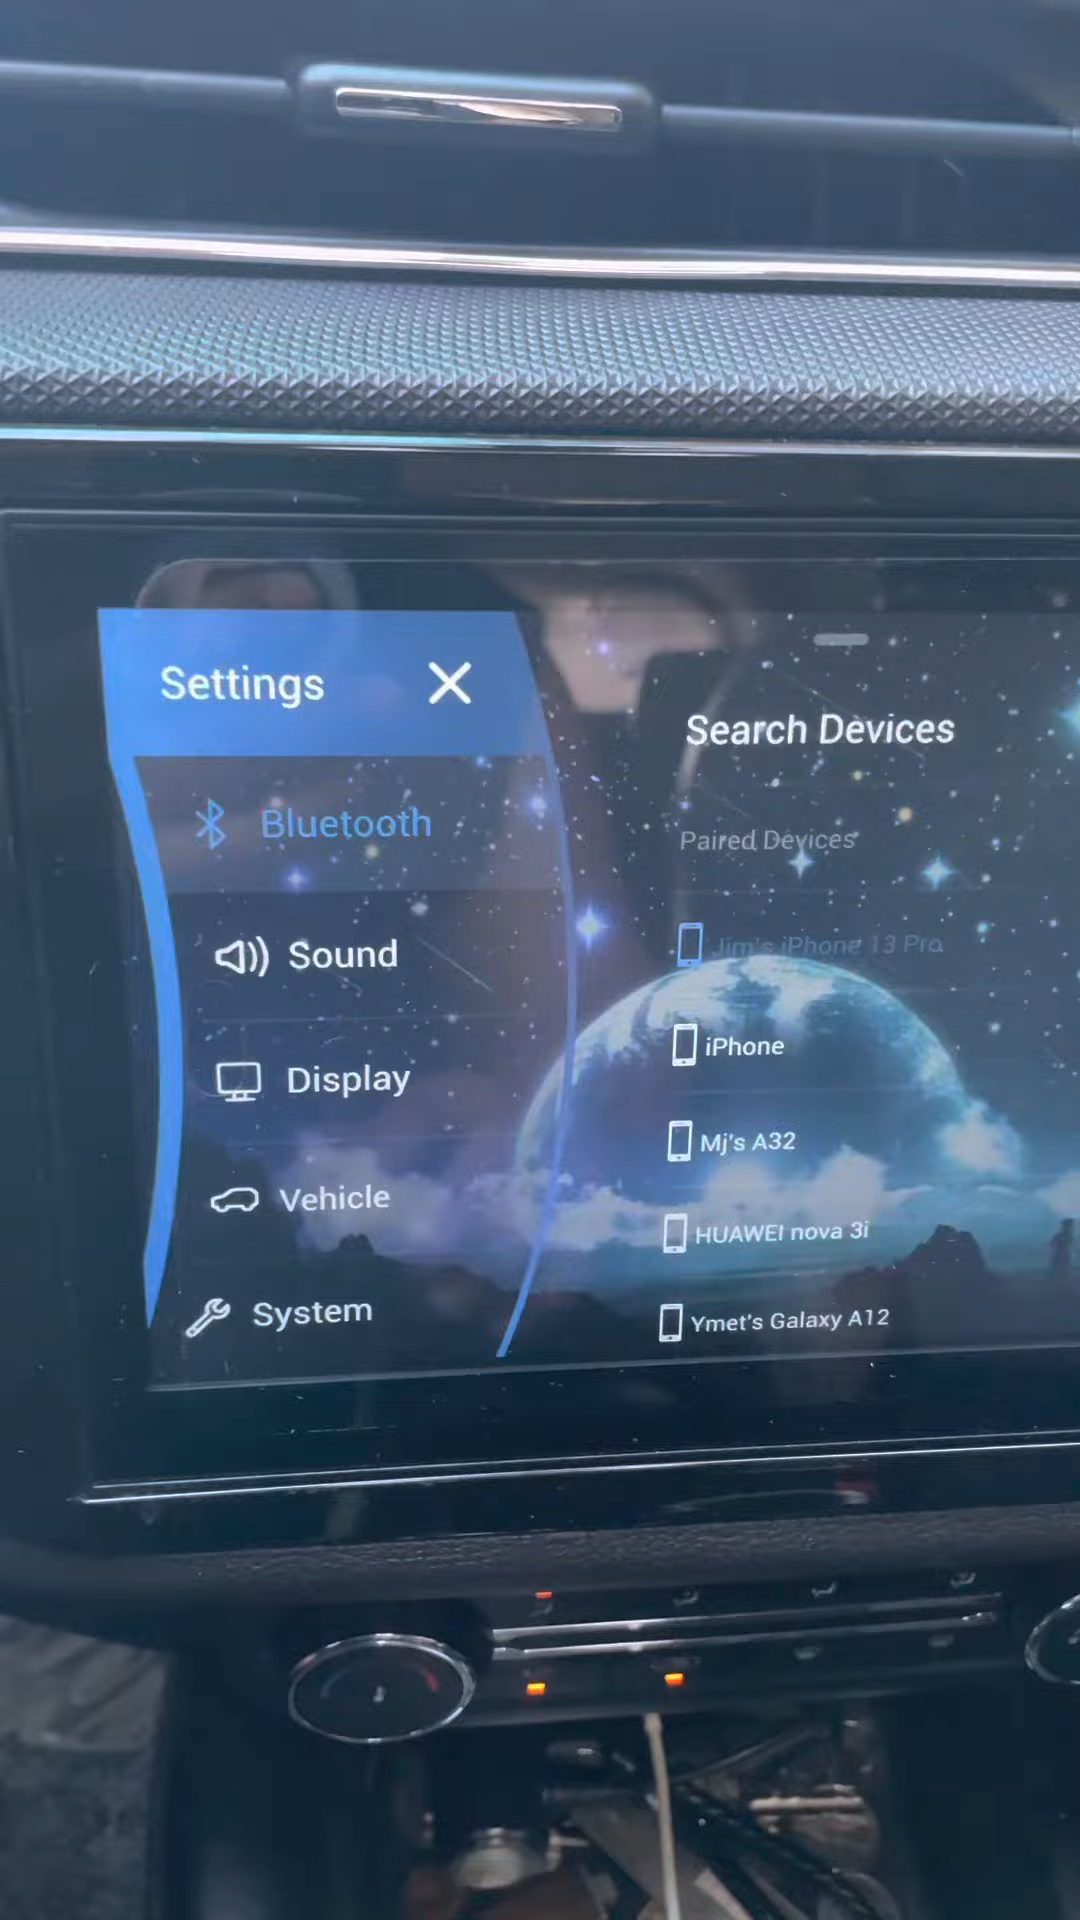 Settings
Bluetooth
Sound
Display
Vehicle
System
Search Devices
Paired Devices
Jim's iPhone 13 Pro
iPhone
Mj's A32
HUAWEI nova 3i
Ymet's Galaxy A12